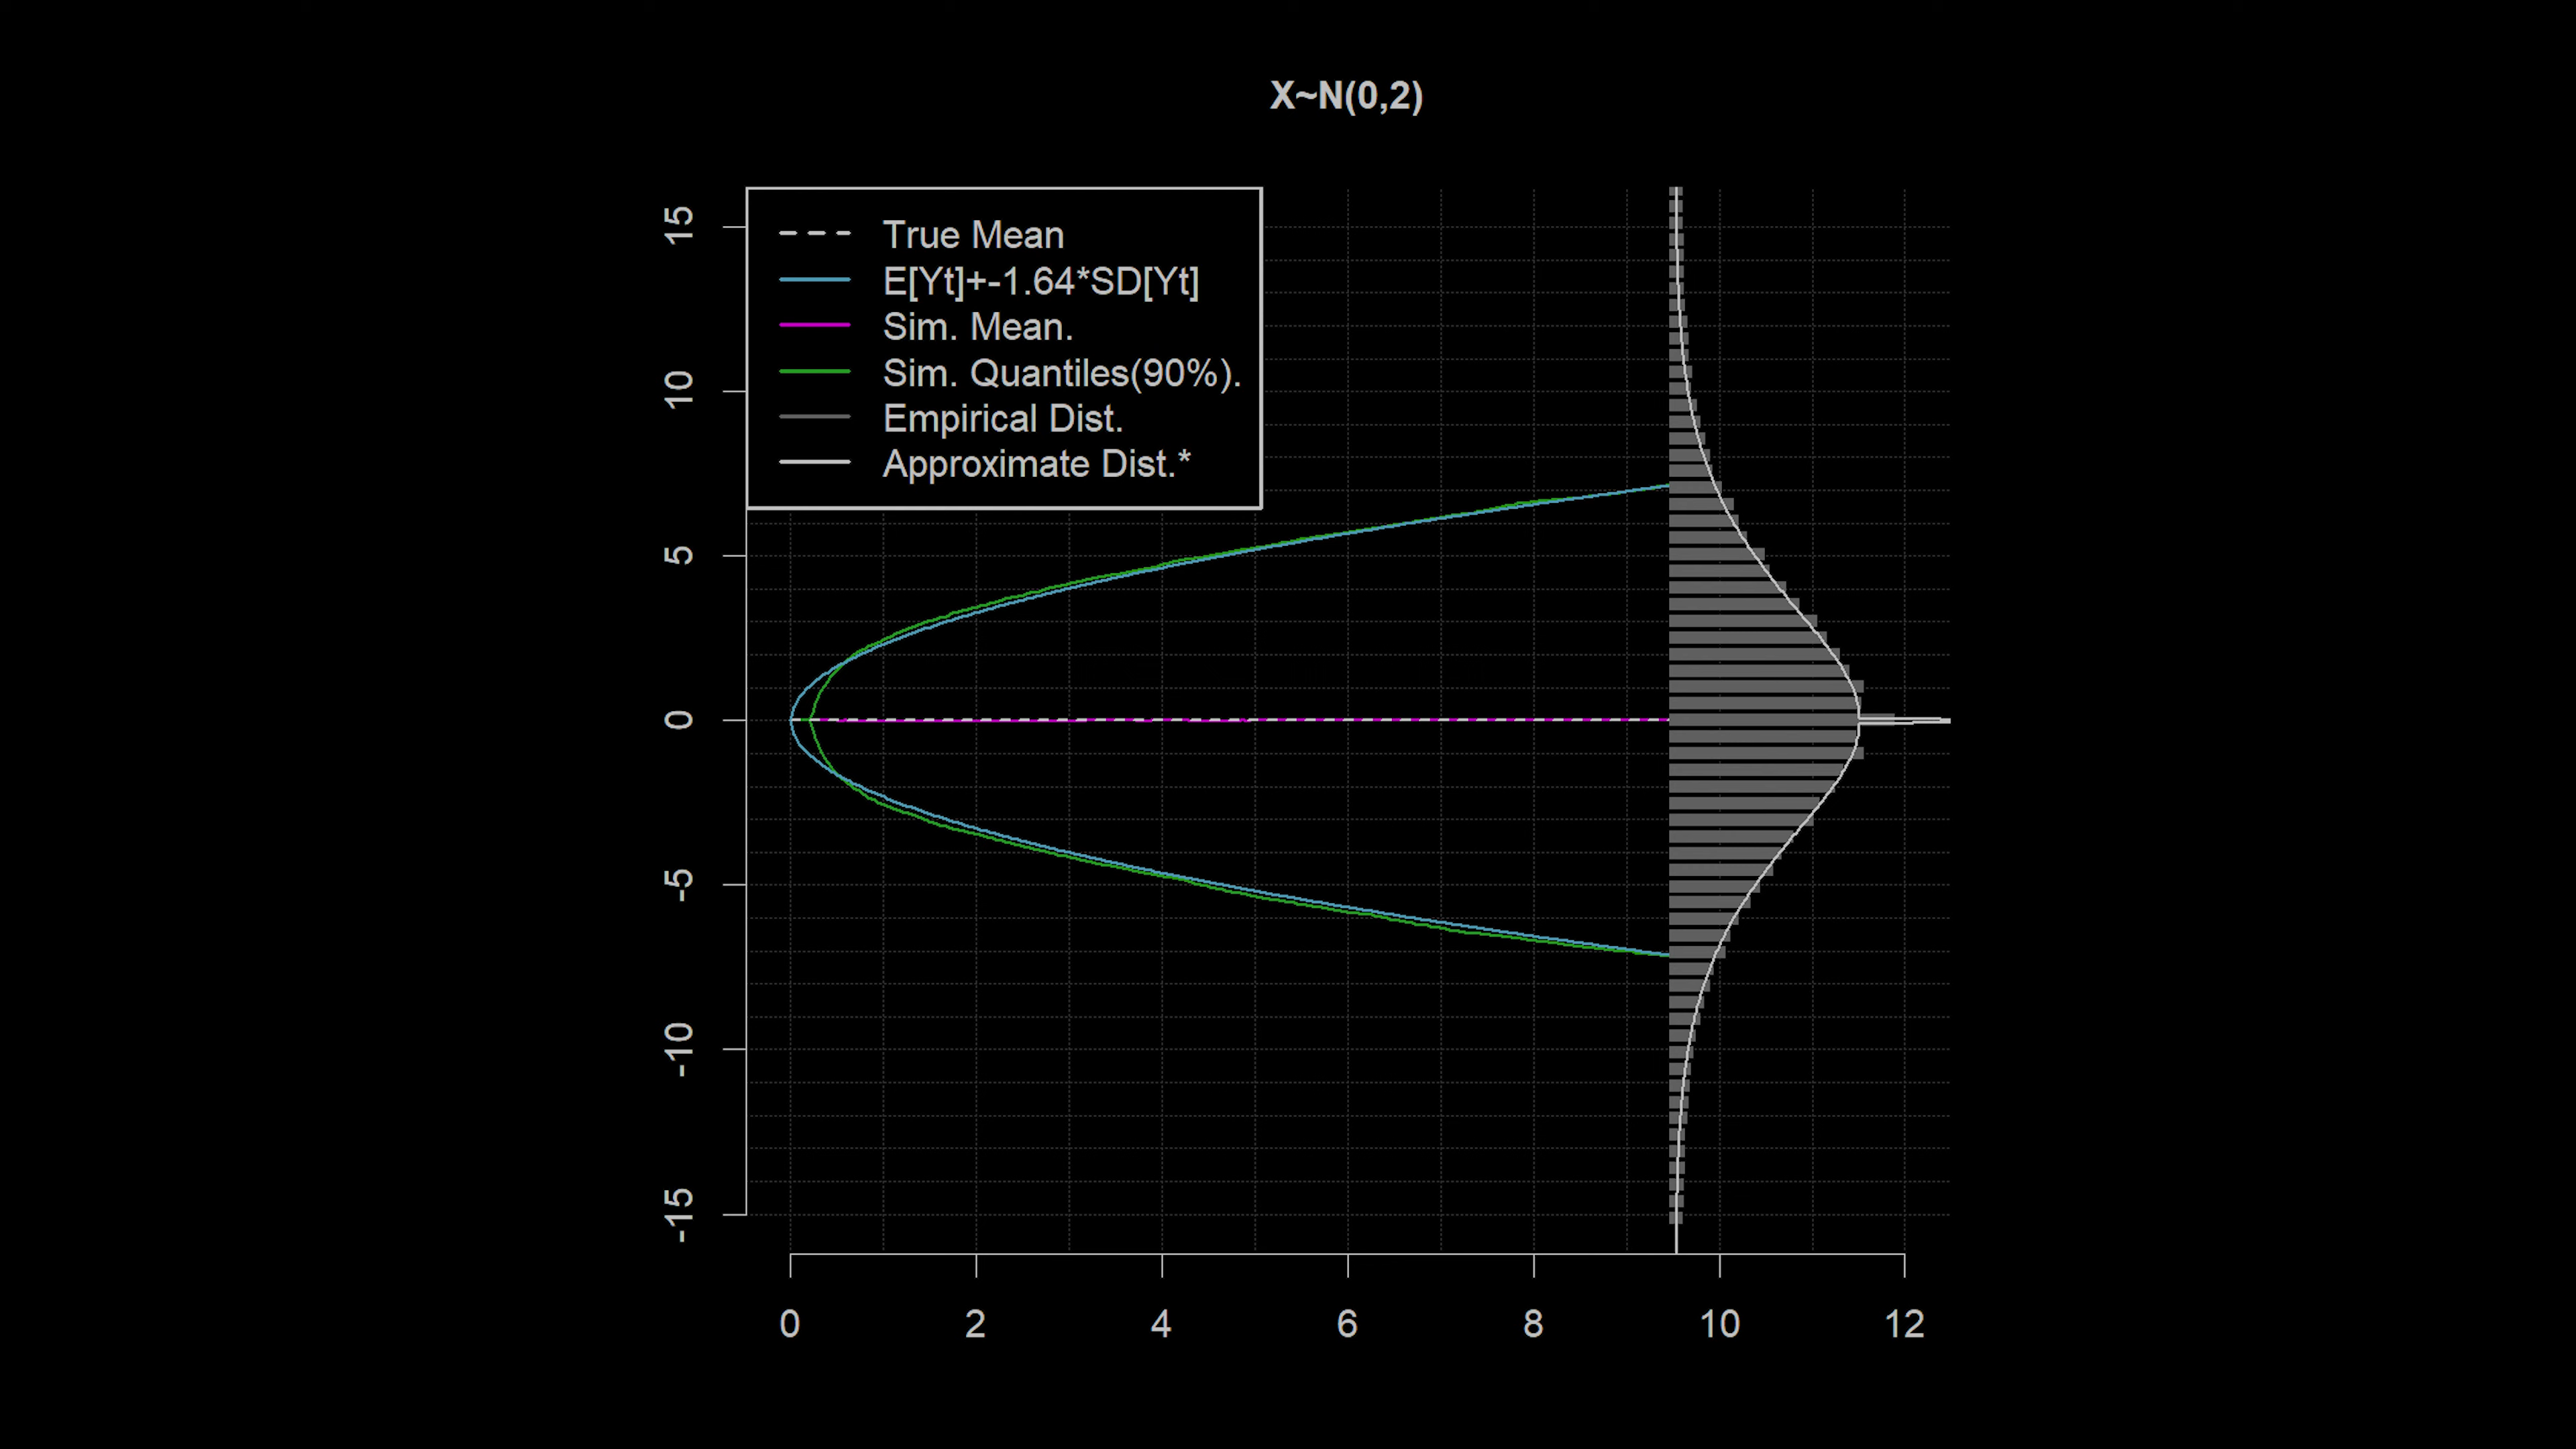 X~N(0,2)
True Mean
E[Yt]+-1.64*SD[Yt]
Sim. Mean.
Sim. Quantiles(90%).
Empirical Dist.
Approximate Dist.*
15
10
5
0
-5
-10
-15
0 2 4 6 8 10 12